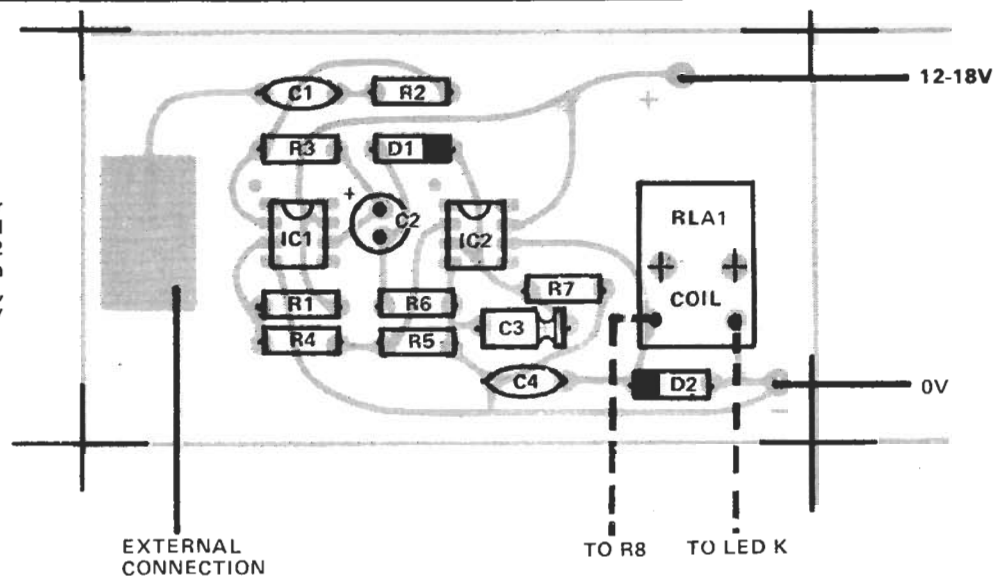 12-18V
C1
R2
+
R3
D1
+
C2
RLA1
IC1
IC2
COIL
R7
R1
R6
C3
R4
R5
C4
D2
0V
EXTERNAL
CONNECTION
TO R8
TO LED K